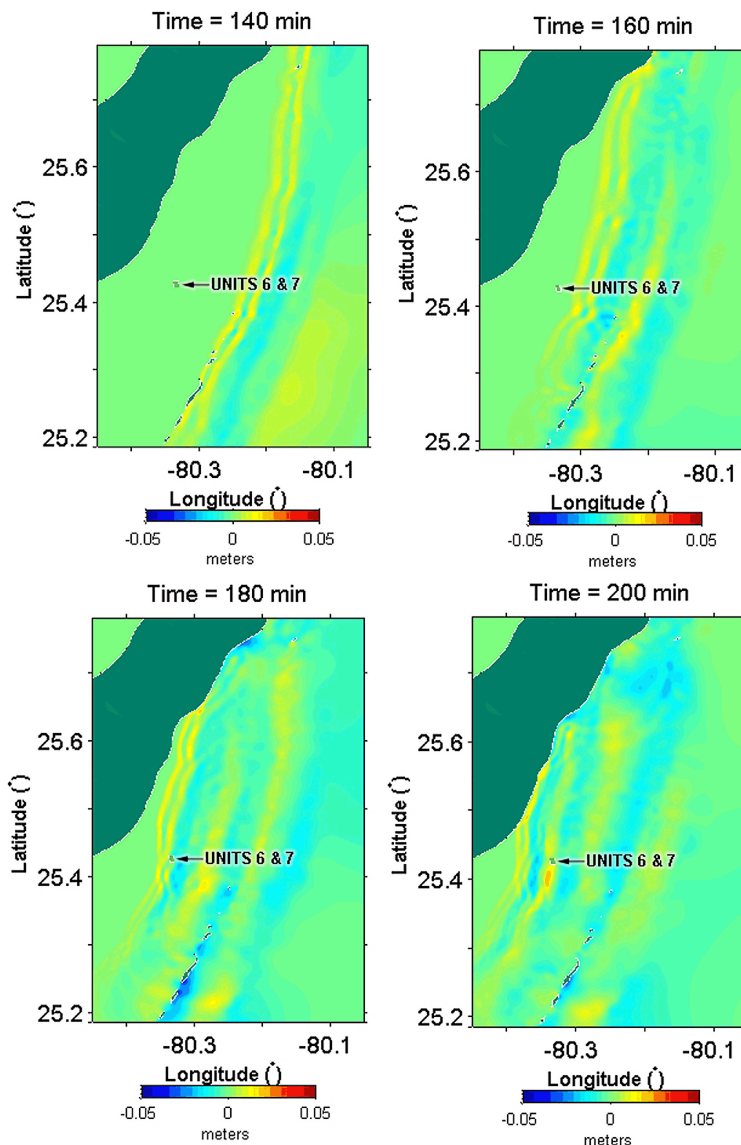 Time = 140 min
Latitude (°)
25.6
25.4
25.2
UNITS 6 & 7
-80.3
-80.1
Longitude (°)
-0.05
0
0.05
meters
Time = 160 min
Latitude (°)
25.6
25.4
25.2
UNITS 6 & 7
-80.3
-80.1
Longitude (°)
-0.05
0
0.05
meters
Time = 180 min
Latitude (°)
25.6
25.4
25.2
UNITS 6 & 7
-80.3
-80.1
Longitude (°)
-0.05
0
0.05
meters
Time = 200 min
Latitude (°)
25.6
25.4
25.2
UNITS 6 & 7
-80.3
-80.1
Longitude (°)
-0.05
0
0.05
meters